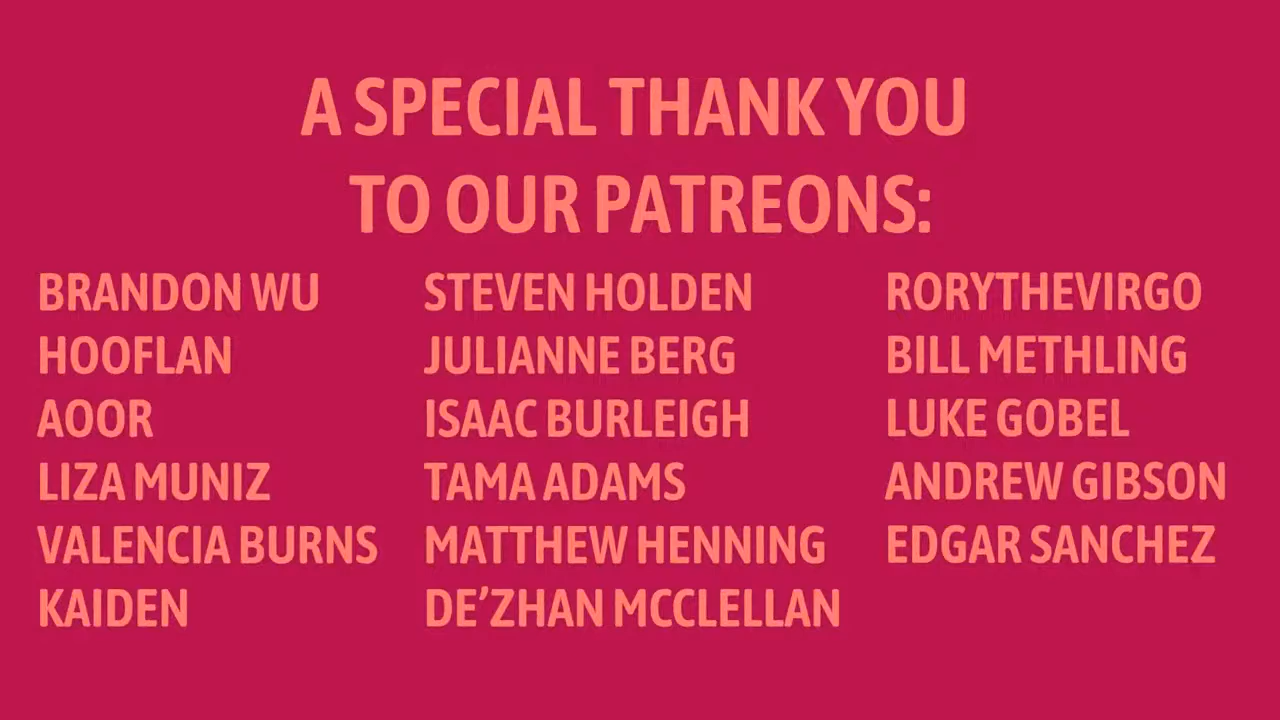 A SPECIAL THANK YOU
TO OUR PATREONS:
BRANDON WU
HOOFLAN
AOOR
LIZA MUNIZ
VALENCIA BURNS
KAIDEN
STEVEN HOLDEN
JULIANNE BERG
ISAAC BURLEIGH
TAMA ADAMS
MATTHEW HENNING
DE’ZHAN MCCLELLAN
RORYTHEVIRGO
BILL METHLING
LUKE GOBEL
ANDREW GIBSON
EDGAR SANCHEZ